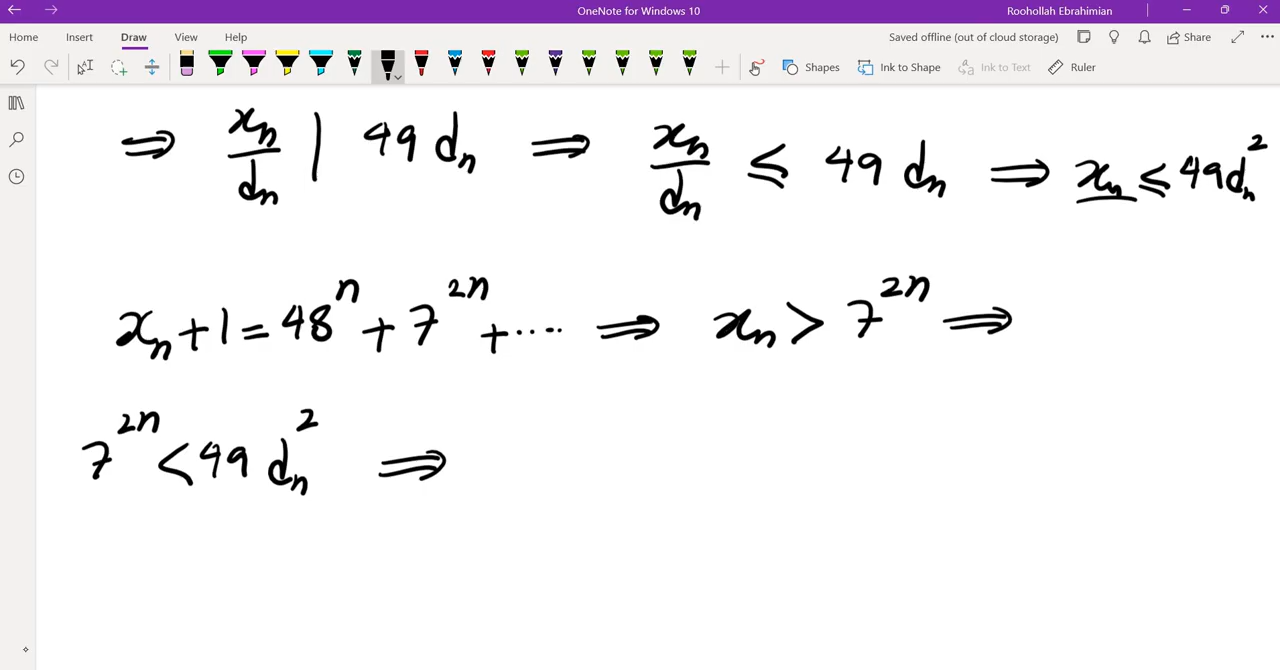 OneNote for Windows 10
Roohollah Ebrahimian
Home Insert Draw View Help
Saved offline (out of cloud storage) Share
Shapes Ink to Shape Ink to Text Ruler
⇒ xₙ/dₙ | 49 dₙ ⇒ xₙ/dₙ ≤ 49 dₙ ⇒ xₙ ≤ 49dₙ²
xₙ + 1 = 48ⁿ + 7²ⁿ + ⋯ ⇒ xₙ > 7²ⁿ ⇒
7²ⁿ < 49 dₙ² ⇒